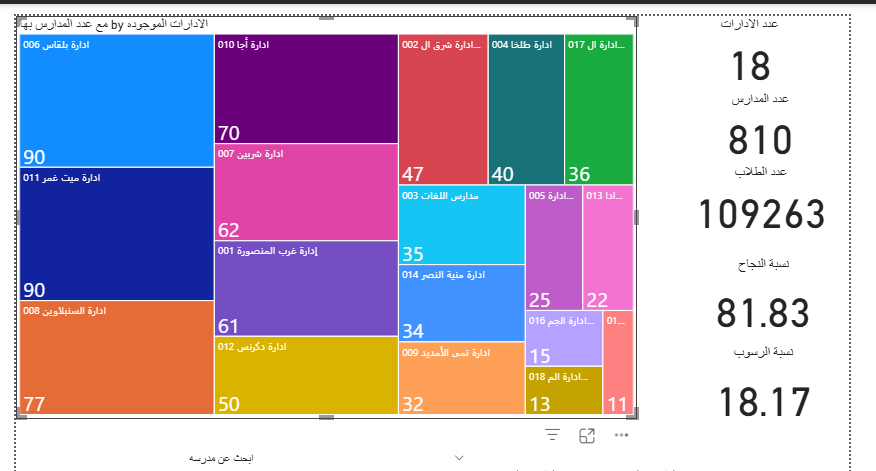 الادارات الموجوده by مع عدد المدارس بها
006 ادارة بلقاس
90
011 ادارة ميت غمر
90
008 ادارة السنبلاوين
77
010 ادارة أجا
70
007 ادارة شربين
62
001 إدارة غرب المنصورة
61
012 ادارة دكرنس
50
002 ادارة شرق ال...
47
004 ادارة طلخا
40
017 ادارة ال...
36
003 مدارس اللغات
35
014 ادارة منية النصر
34
009 ادارة تمى الأمديد
32
005 ادارة...
25
013 ادا...
22
016 ادارة الجم...
15
018 ادارة الم...
13
01...
11
عدد الادارات
18
عدد المدارس
810
عدد الطلاب
109263
نسبة النجاح
81.83
نسبة الرسوب
18.17
ابحث عن مدرسه